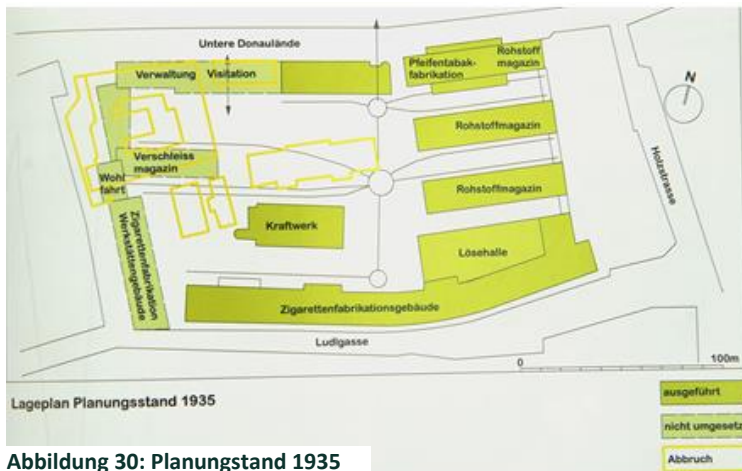 Untere Donaulände
Verwaltung Visitation
Pfeifentabak-
fabrikation
Rohstoff
magazin
N
Rohstoffmagazin
Verschleiss
magazin
Wohl
fahrt
Holzstrasse
Rohstoffmagazin
Zigarettenfabrikation
Werkstättengebäude
Kraftwerk
Lösehalle
Zigarettenfabrikationsgebäude
Ludlgasse
0 100m
Lageplan Planungsstand 1935
ausgeführt
nicht umgesetz
Abbruch
Abbildung 30: Planungstand 1935